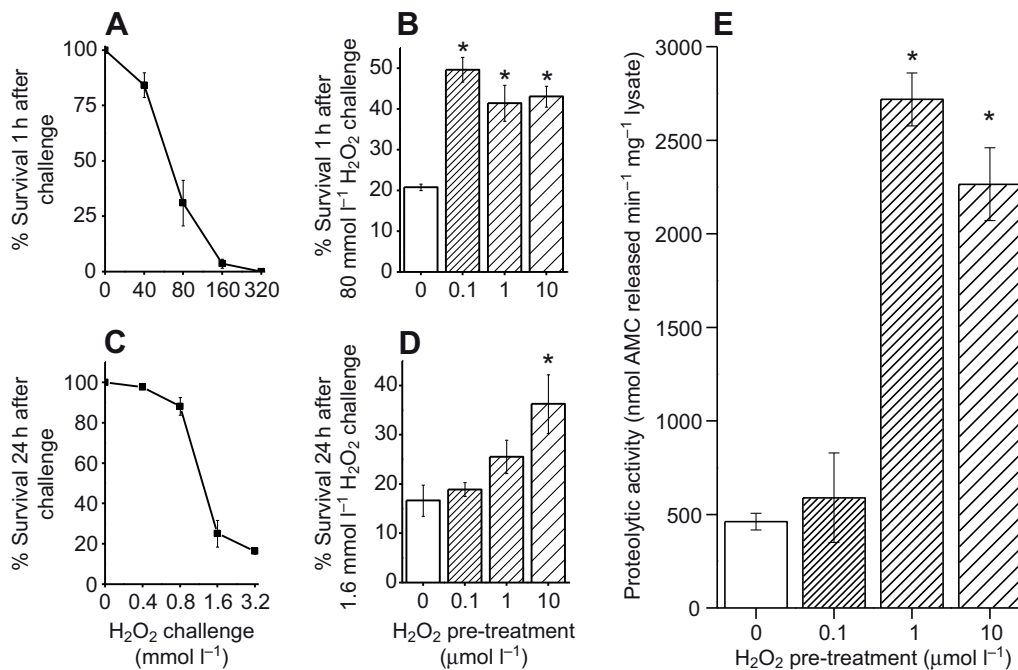 A
% Survival 1 h after
challenge
100
75
50
25
0
0 40 80 160 320
B
% Survival 1 h after
80 mmol l⁻¹ H₂O₂ challenge
50
40
30
20
10
0
* * *
0 0.1 1 10
C
% Survival 24 h after
challenge
100
80
60
40
20
0
0 0.4 0.8 1.6 3.2
H₂O₂ challenge
(mmol l⁻¹)
D
% Survival 24 h after
1.6 mmol l⁻¹ H₂O₂ challenge
40
30
20
10
0
*
0 0.1 1 10
H₂O₂ pre-treatment
(μmol l⁻¹)
E
Proteolytic activity (nmol AMC released min⁻¹ mg⁻¹ lysate)
3000
2500
2000
1500
1000
500
0
* *
0 0.1 1 10
H₂O₂ pre-treatment (μmol l⁻¹)